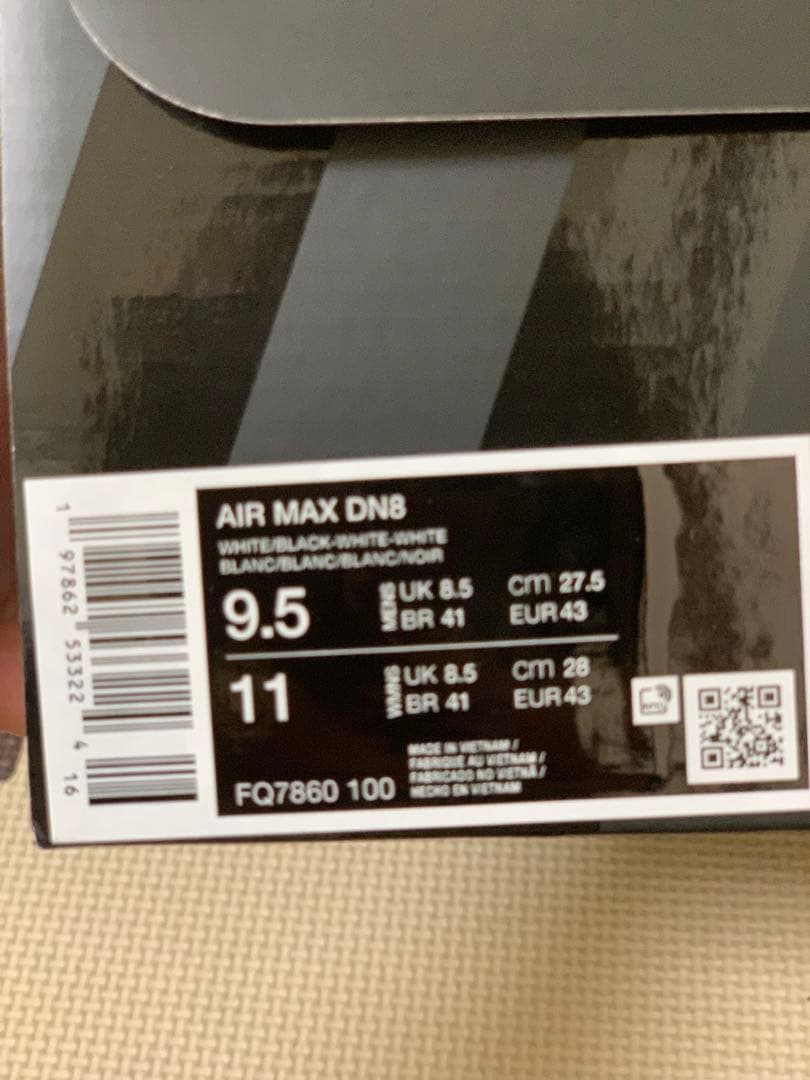 AIR MAX DN8
WHITE/BLACK-WHITE-WHITE
BLANC/BLANC/BLANC/NOIR
9.5 MENS UK 8.5 cm 27.5
BR 41 EUR 43
11 WMNS UK 8.5 cm 28
BR 41 EUR 43
MADE IN VIETNAM /
FABRIQUÉ AU VIETNAM /
FABRICADO NO VIETNÃ /
HECHO EN VIETNAM
FQ7860 100
1 97862 53322 4 16
RFID